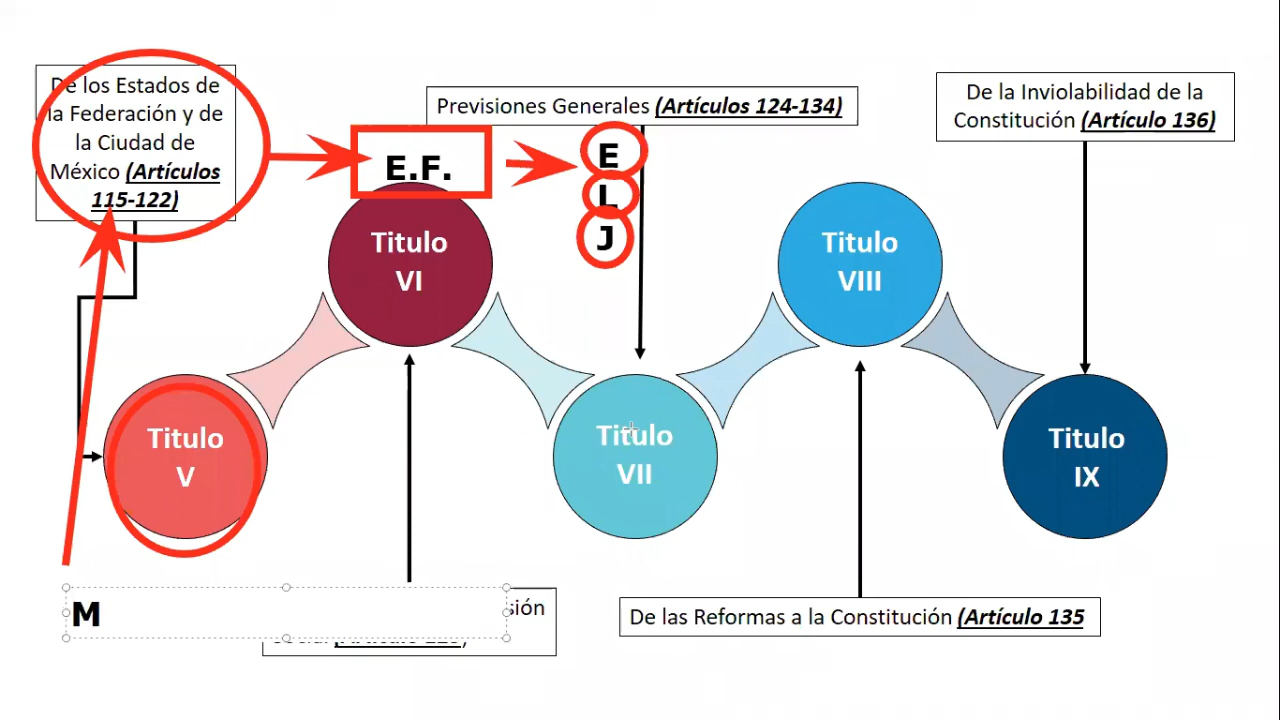 De los Estados de
la Federación y de
la Ciudad de
México (Artículos
115-122)
Previsiones Generales (Artículos 124-134)
De la Inviolabilidad de la
Constitución (Artículo 136)
E.F.
E
L
J
Titulo
VI
Titulo
VIII
Titulo
V
Titulo
VII
Titulo
IX
M
De las Reformas a la Constitución (Artículo 135